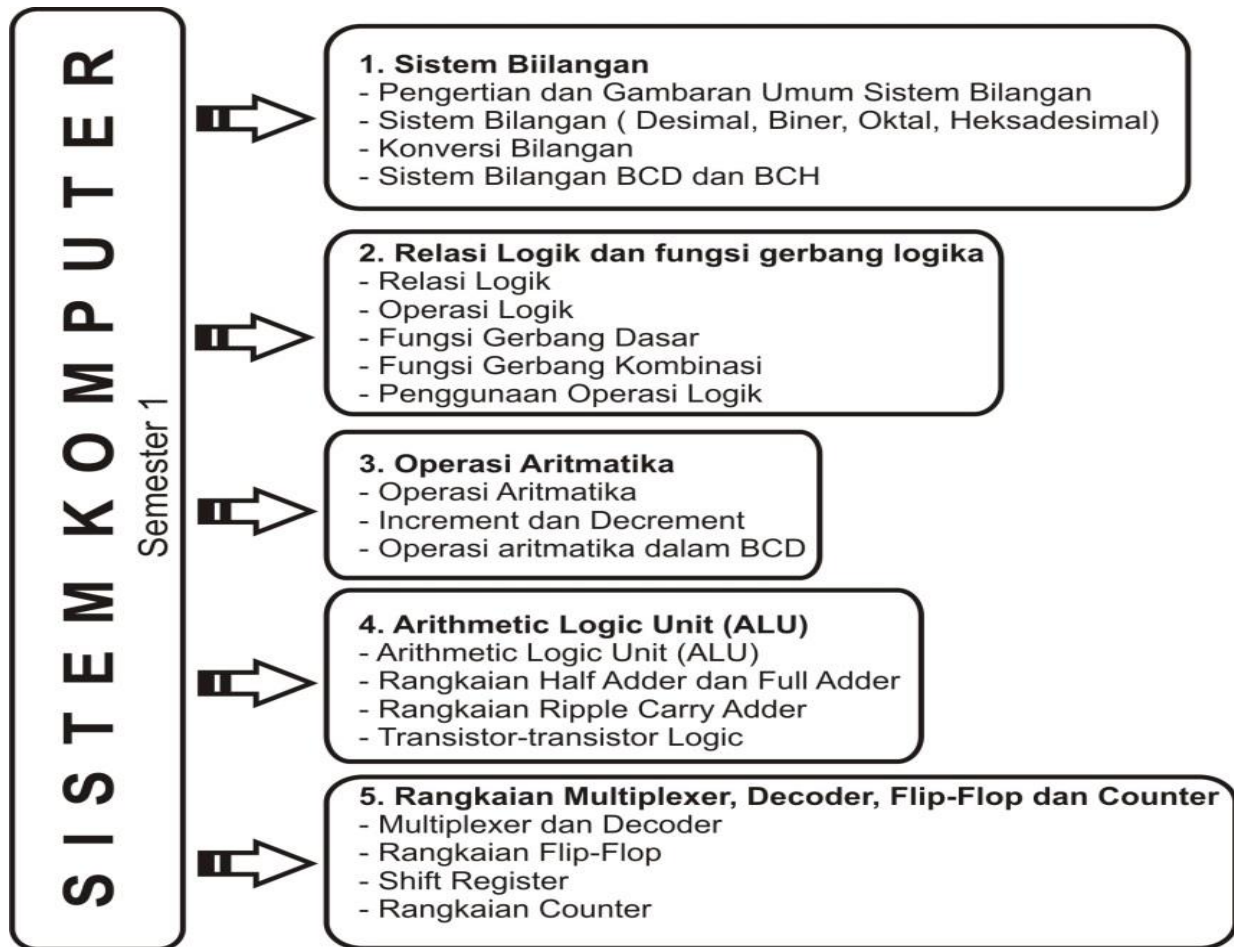 SISTEM KOMPUTER
Semester 1
1. Sistem Biilangan
- Pengertian dan Gambaran Umum Sistem Bilangan
- Sistem Bilangan ( Desimal, Biner, Oktal, Heksadesimal)
- Konversi Bilangan
- Sistem Bilangan BCD dan BCH
2. Relasi Logik dan fungsi gerbang logika
- Relasi Logik
- Operasi Logik
- Fungsi Gerbang Dasar
- Fungsi Gerbang Kombinasi
- Penggunaan Operasi Logik
3. Operasi Aritmatika
- Operasi Aritmatika
- Increment dan Decrement
- Operasi aritmatika dalam BCD
4. Arithmetic Logic Unit (ALU)
- Arithmetic Logic Unit (ALU)
- Rangkaian Half Adder dan Full Adder
- Rangkaian Ripple Carry Adder
- Transistor-transistor Logic
5. Rangkaian Multiplexer, Decoder, Flip-Flop dan Counter
- Multiplexer dan Decoder
- Rangkaian Flip-Flop
- Shift Register
- Rangkaian Counter